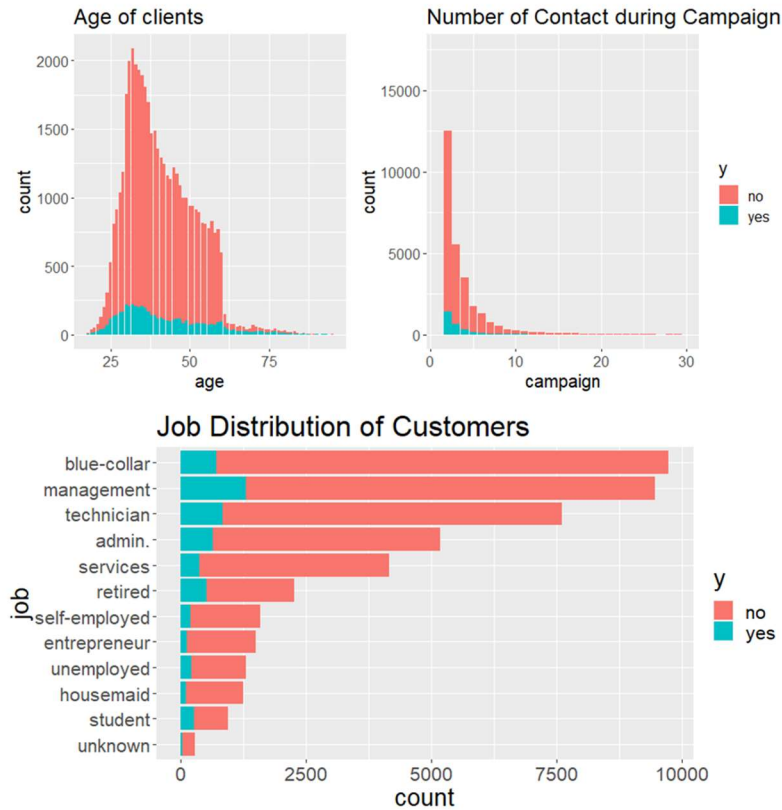 Age of clients
2000
1500
1000
500
0
count
25
50
75
age
Number of Contact during Campaign
15000
10000
5000
0
count
0
10
20
30
campaign
y
no
yes
Job Distribution of Customers
blue-collar
management
technician
admin.
services
retired
self-employed
entrepreneur
unemployed
housemaid
student
unknown
job
0
2500
5000
7500
10000
count
y
no
yes